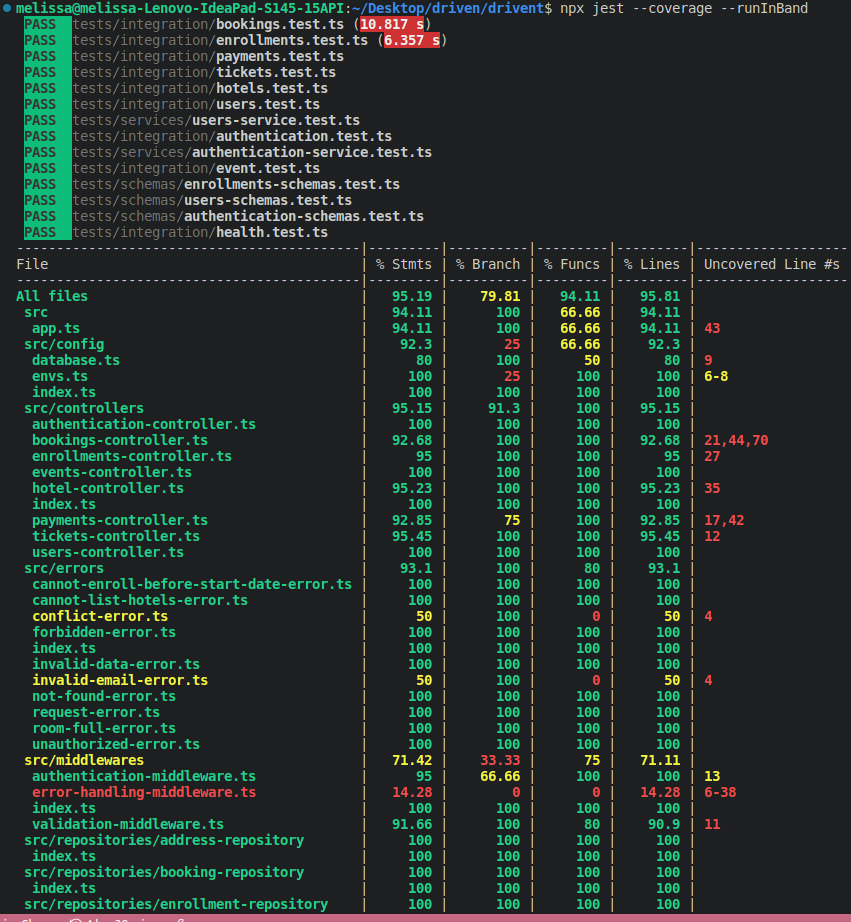 melissa@melissa-Lenovo-IdeaPad-S145-15API:~/Desktop/driven/drivent$ npx jest --coverage --runInBand
PASS tests/integration/bookings.test.ts (10.817 s)
PASS tests/integration/enrollments.test.ts (6.357 s)
PASS tests/integration/payments.test.ts
PASS tests/integration/tickets.test.ts
PASS tests/integration/hotels.test.ts
PASS tests/integration/users.test.ts
PASS tests/services/users-service.test.ts
PASS tests/integration/authentication.test.ts
PASS tests/services/authentication-service.test.ts
PASS tests/integration/event.test.ts
PASS tests/schemas/enrollments-schemas.test.ts
PASS tests/schemas/users-schemas.test.ts
PASS tests/schemas/authentication-schemas.test.ts
PASS tests/integration/health.test.ts
-------------------------------------------|---------|----------|---------|---------|-------------------
File | % Stmts | % Branch | % Funcs | % Lines | Uncovered Line #s
-------------------------------------------|---------|----------|---------|---------|-------------------
All files | 95.19 | 79.81 | 94.11 | 95.81 |
src | 94.11 | 100 | 66.66 | 94.11 |
app.ts | 94.11 | 100 | 66.66 | 94.11 | 43
src/config | 92.3 | 25 | 66.66 | 92.3 |
database.ts | 80 | 100 | 50 | 80 | 9
envs.ts | 100 | 25 | 100 | 100 | 6-8
index.ts | 100 | 100 | 100 | 100 |
src/controllers | 95.15 | 91.3 | 100 | 95.15 |
authentication-controller.ts | 100 | 100 | 100 | 100 |
bookings-controller.ts | 92.68 | 100 | 100 | 92.68 | 21,44,70
enrollments-controller.ts | 95 | 100 | 100 | 95 | 27
events-controller.ts | 100 | 100 | 100 | 100 |
hotel-controller.ts | 95.23 | 100 | 100 | 95.23 | 35
index.ts | 100 | 100 | 100 | 100 |
payments-controller.ts | 92.85 | 75 | 100 | 92.85 | 17,42
tickets-controller.ts | 95.45 | 100 | 100 | 95.45 | 12
users-controller.ts | 100 | 100 | 100 | 100 |
src/errors | 93.1 | 100 | 80 | 93.1 |
cannot-enroll-before-start-date-error.ts | 100 | 100 | 100 | 100 |
cannot-list-hotels-error.ts | 100 | 100 | 100 | 100 |
conflict-error.ts | 50 | 100 | 0 | 50 | 4
forbidden-error.ts | 100 | 100 | 100 | 100 |
index.ts | 100 | 100 | 100 | 100 |
invalid-data-error.ts | 100 | 100 | 100 | 100 |
invalid-email-error.ts | 50 | 100 | 0 | 50 | 4
not-found-error.ts | 100 | 100 | 100 | 100 |
request-error.ts | 100 | 100 | 100 | 100 |
room-full-error.ts | 100 | 100 | 100 | 100 |
unauthorized-error.ts | 100 | 100 | 100 | 100 |
src/middlewares | 71.42 | 33.33 | 75 | 71.11 |
authentication-middleware.ts | 95 | 66.66 | 100 | 100 | 13
error-handling-middleware.ts | 14.28 | 0 | 0 | 14.28 | 6-38
index.ts | 100 | 100 | 100 | 100 |
validation-middleware.ts | 91.66 | 100 | 80 | 90.9 | 11
src/repositories/address-repository | 100 | 100 | 100 | 100 |
index.ts | 100 | 100 | 100 | 100 |
src/repositories/booking-repository | 100 | 100 | 100 | 100 |
index.ts | 100 | 100 | 100 | 100 |
src/repositories/enrollment-repository | 100 | 100 | 100 | 100 |